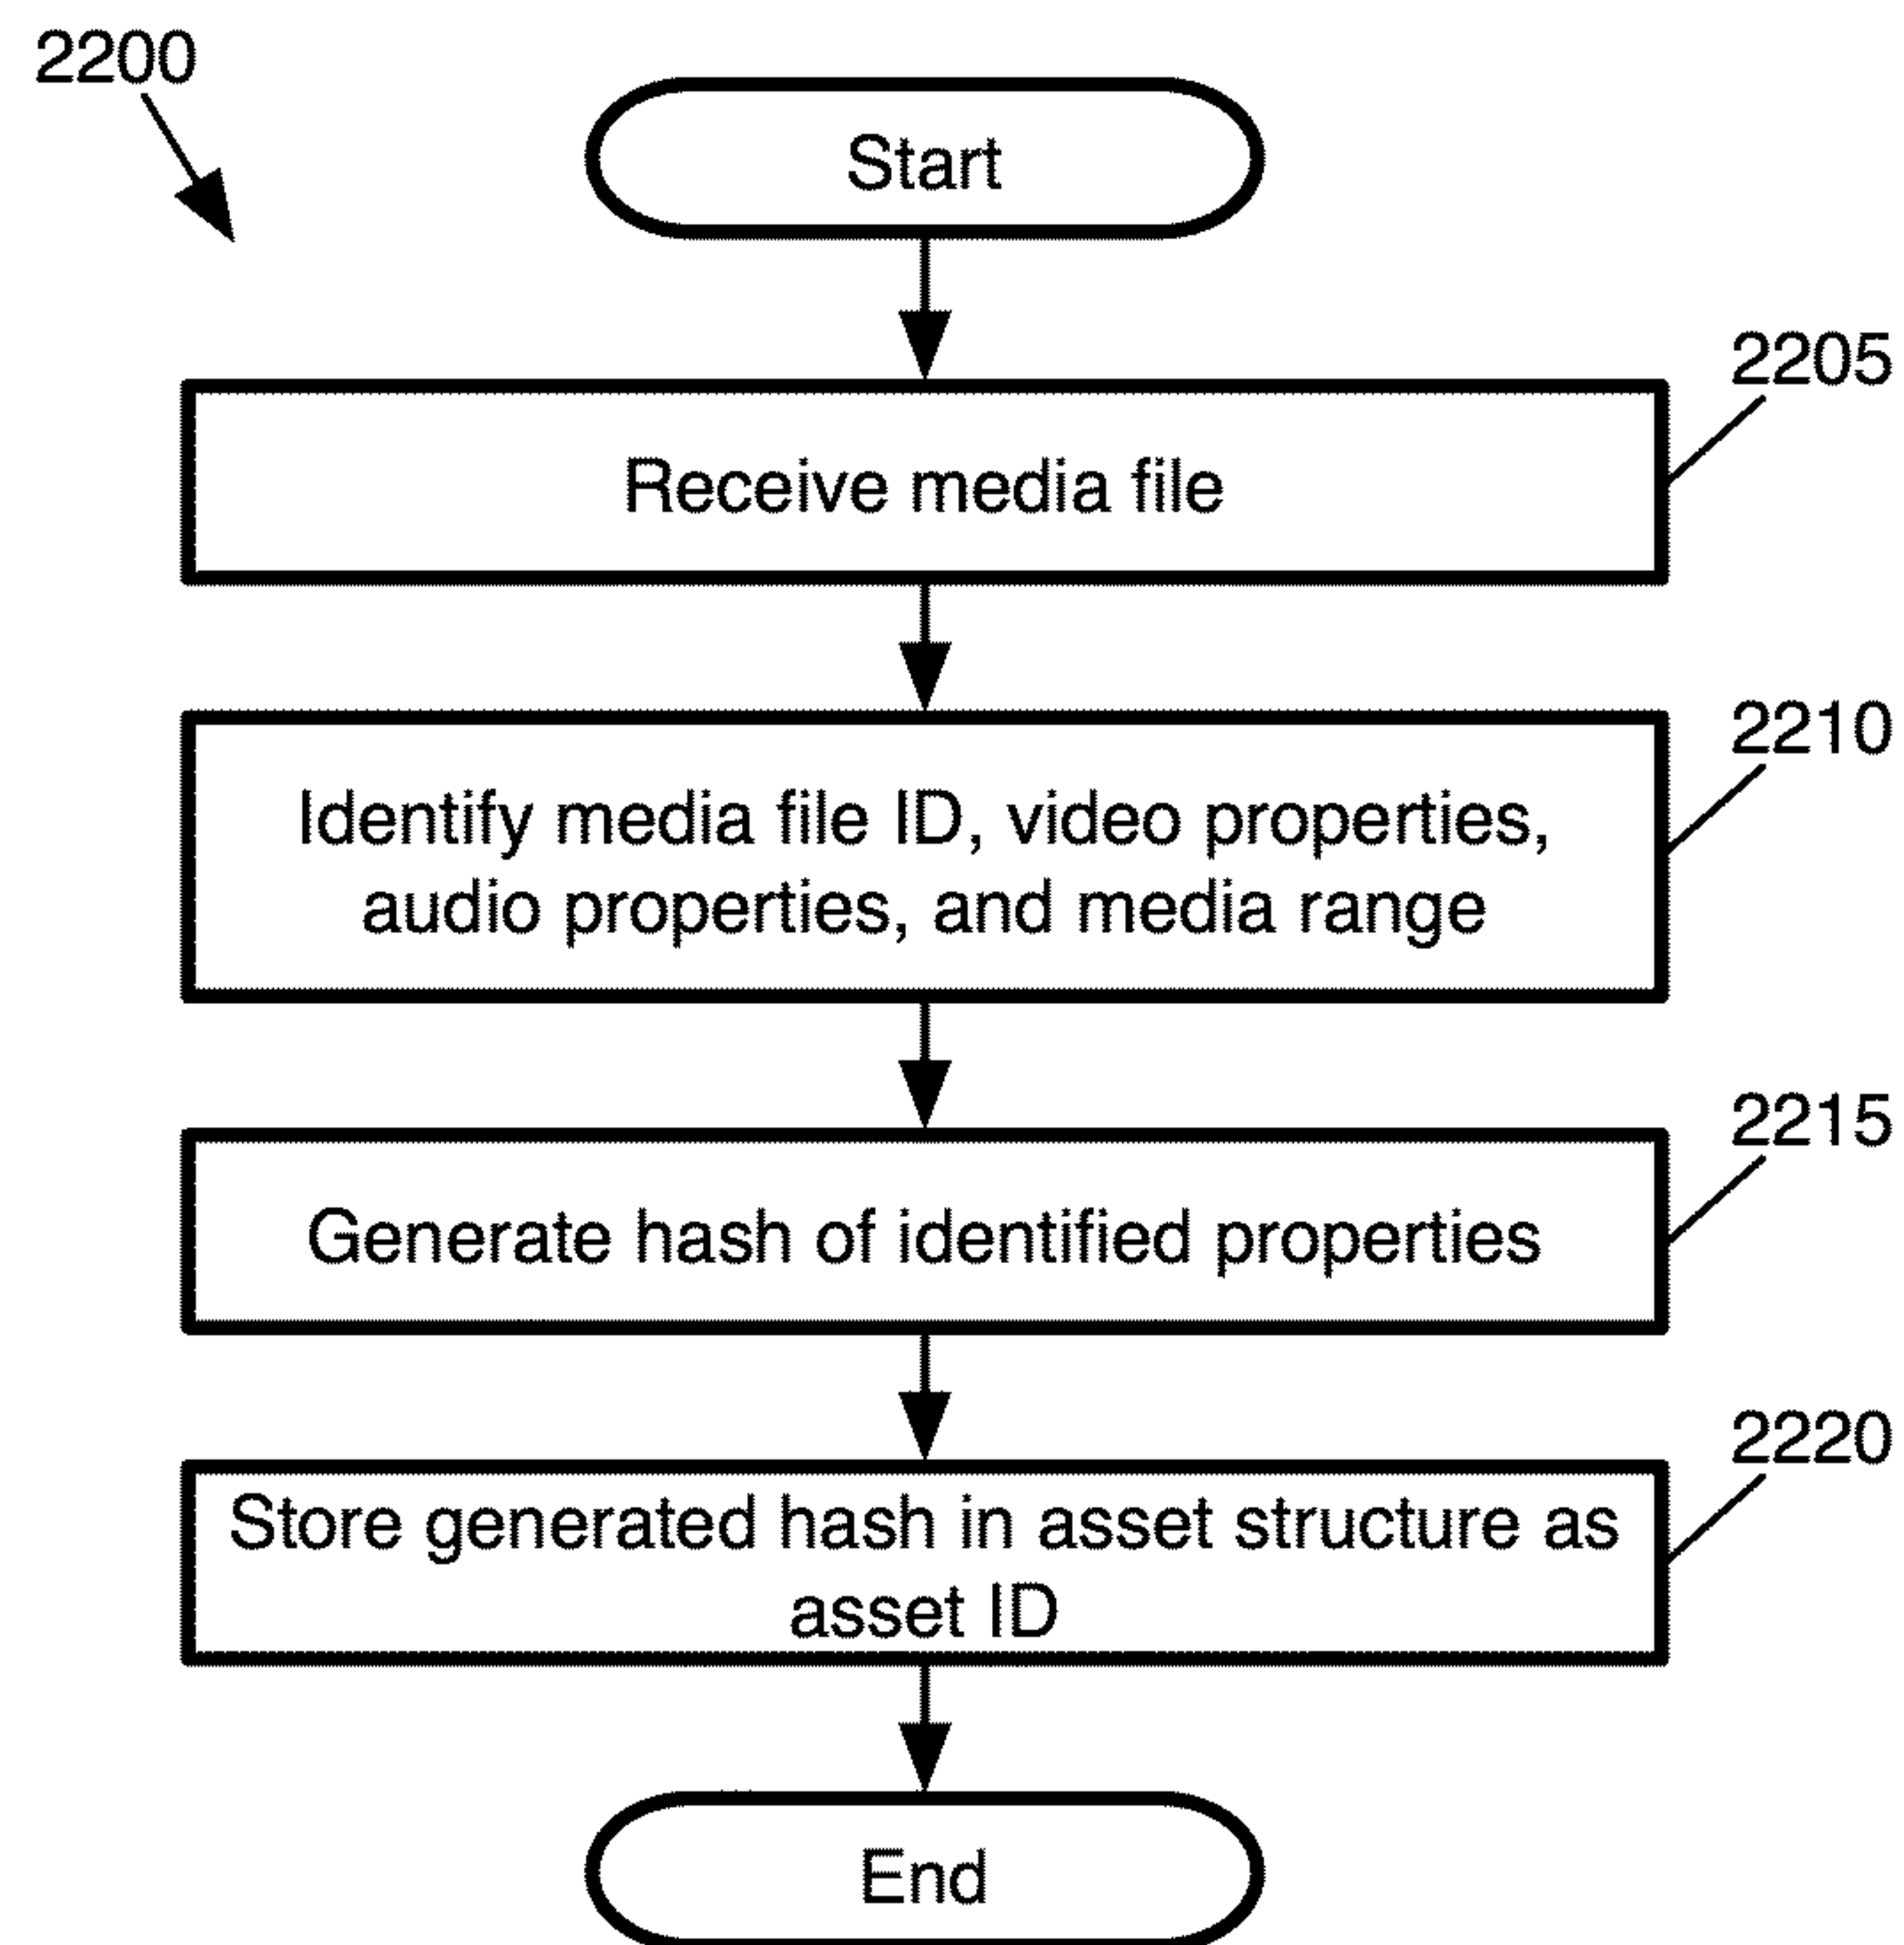 2200
Start
2205
Receive media file
2210
Identify media file ID, video properties,
audio properties, and media range
2215
Generate hash of identified properties
2220
Store generated hash in asset structure as
asset ID
End